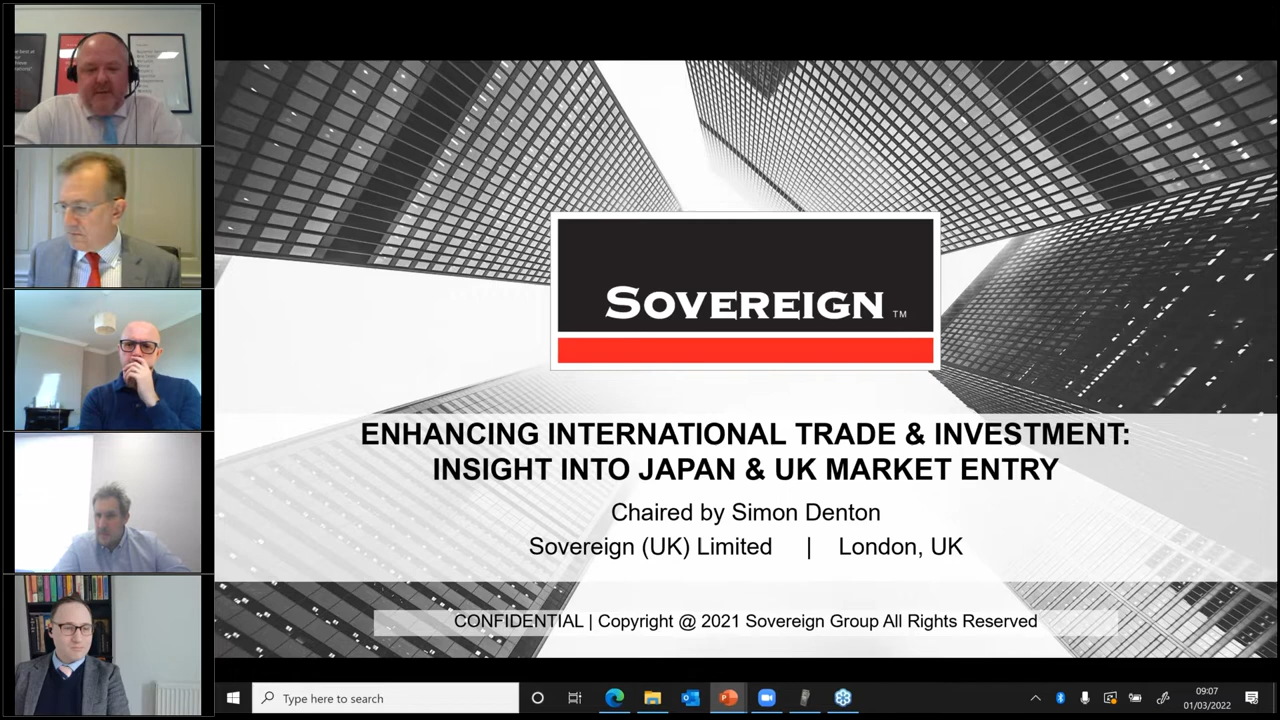 SOVEREIGN TM
ENHANCING INTERNATIONAL TRADE & INVESTMENT:
INSIGHT INTO JAPAN & UK MARKET ENTRY
Chaired by Simon Denton
Sovereign (UK) Limited | London, UK
CONFIDENTIAL | Copyright @ 2021 Sovereign Group All Rights Reserved
Type here to search
09:07
01/03/2022